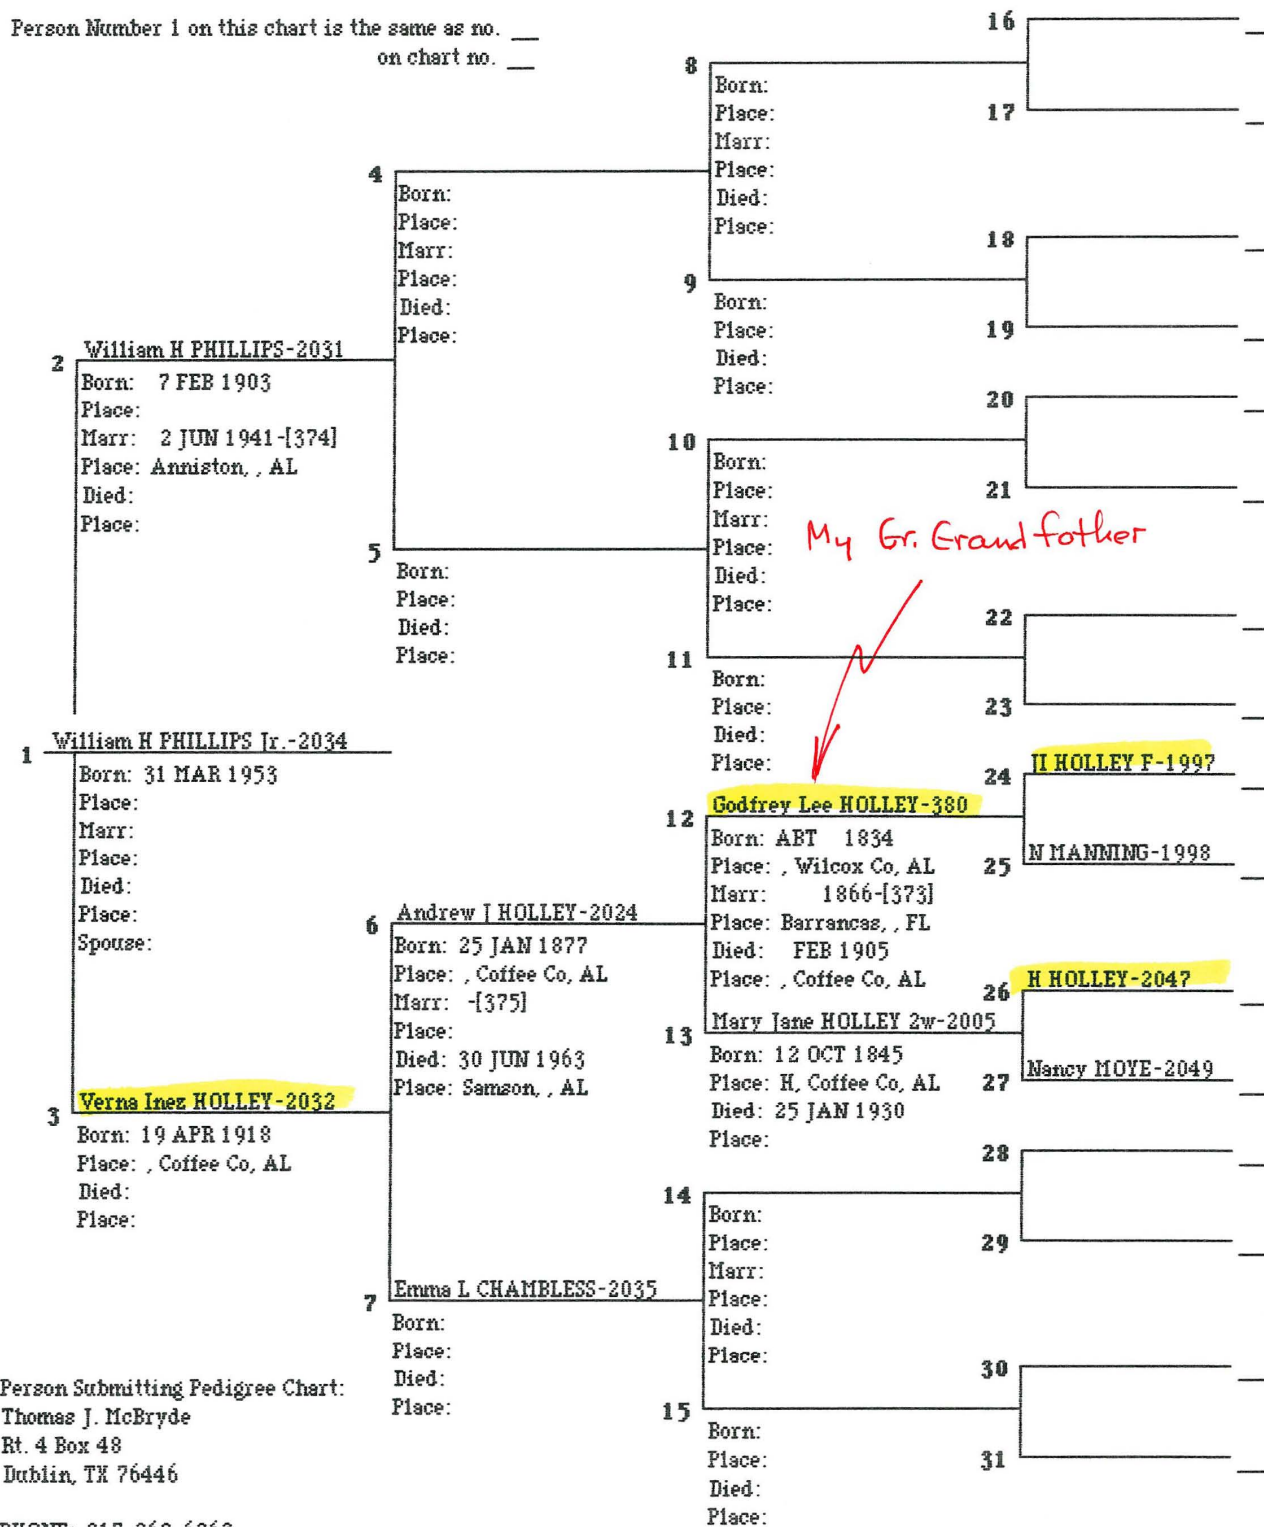 Person Number 1 on this chart is the same as no. __
on chart no. __
1
William H PHILLIPS Jr.-2034
Born: 31 MAR 1953
Place:
Marr:
Place:
Died:
Place:
Spouse:
2
William H PHILLIPS-2031
Born: 7 FEB 1903
Place:
Marr: 2 JUN 1941-[374]
Place: Anniston, , AL
Died:
Place:
3
Verna Inez HOLLEY-2032
Born: 19 APR 1918
Place: , Coffee Co, AL
Died:
Place:
4
Born:
Place:
Marr:
Place:
Died:
Place:
5
Born:
Place:
Died:
Place:
6
Andrew J HOLLEY-2024
Born: 25 JAN 1877
Place: , Coffee Co, AL
Marr: -[375]
Place:
Died: 30 JUN 1963
Place: Samson, , AL
7
Emma L CHAMBLESS-2035
Born:
Place:
Died:
Place:
8
Born:
Place:
Marr:
Place:
Died:
Place:
9
Born:
Place:
Died:
Place:
10
Born:
Place:
Marr:
Place:
Died:
Place:
My Gr. Grandfather
11
Born:
Place:
Died:
Place:
12
Godfrey Lee HOLLEY-380
Born: ABT 1834
Place: , Wilcox Co, AL
Marr: 1866-[373]
Place: Barrancas, , FL
Died: FEB 1905
Place: , Coffee Co, AL
13
Mary Jane HOLLEY 2w-2005
Born: 12 OCT 1845
Place: H, Coffee Co, AL
Died: 25 JAN 1930
Place:
14
Born:
Place:
Marr:
Place:
Died:
Place:
15
Born:
Place:
Died:
Place:
16
17
18
19
20
21
22
23
24
JI HOLLEY F-1997
25
N MANNING-1998
26
H HOLLEY-2047
27
Nancy MOYE-2049
28
29
30
31
Person Submitting Pedigree Chart:
Thomas J. McBryde
Rt. 4 Box 48
Dublin, TX 76446